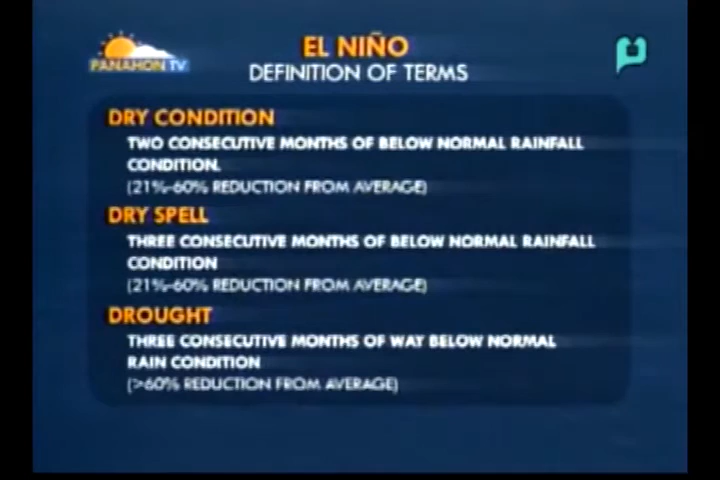 PANAHON TV
EL NIÑO
DEFINITION OF TERMS
DRY CONDITION
TWO CONSECUTIVE MONTHS OF BELOW NORMAL RAINFALL
CONDITION.
(21%-60% REDUCTION FROM AVERAGE)
DRY SPELL
THREE CONSECUTIVE MONTHS OF BELOW NORMAL RAINFALL
CONDITION
(21%-60% REDUCTION FROM AVERAGE)
DROUGHT
THREE CONSECUTIVE MONTHS OF WAY BELOW NORMAL
RAIN CONDITION
(>60% REDUCTION FROM AVERAGE)